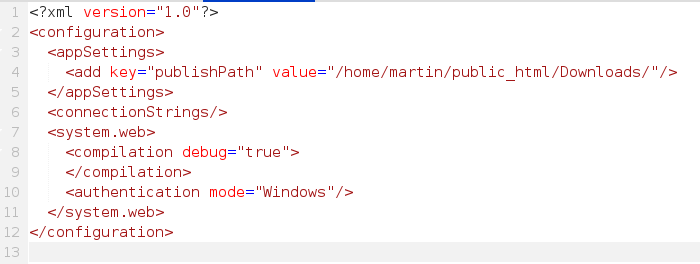 1 <?xml version="1.0"?>
2 <configuration>
3   <appSettings>
4     <add key="publishPath" value="/home/martin/public_html/Downloads/"/>
5   </appSettings>
6   <connectionStrings/>
7   <system.web>
8     <compilation debug="true">
9     </compilation>
10     <authentication mode="Windows"/>
11   </system.web>
12 </configuration>
13